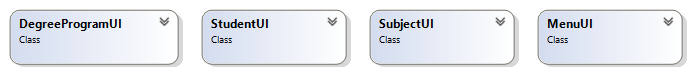 DegreeProgramUI
Class
StudentUI
Class
SubjectUI
Class
MenuUI
Class